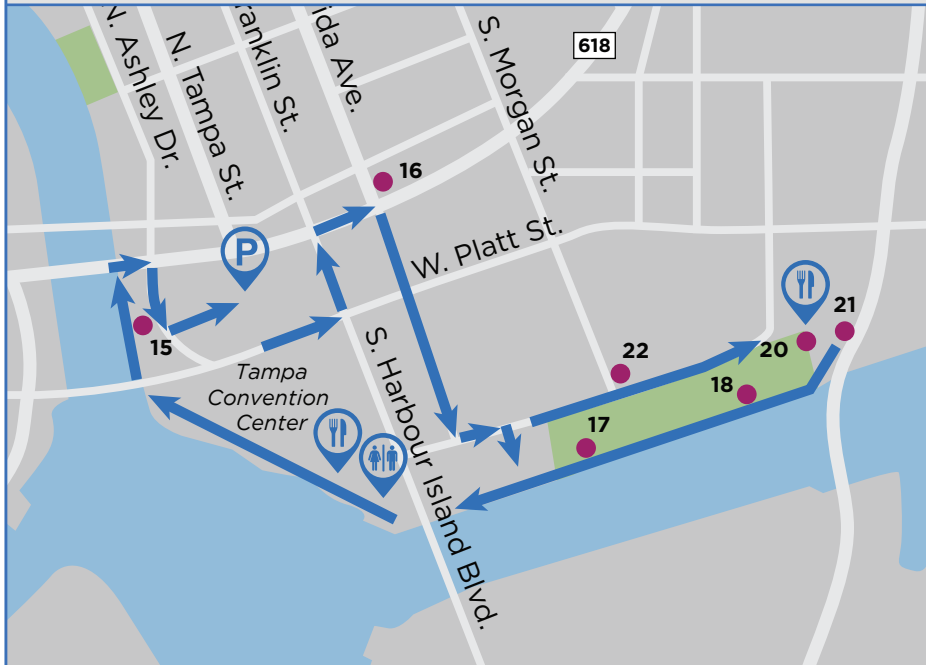 N. Ashley Dr.
N. Tampa St.
ranklin St.
ida Ave.
S. Morgan St.
618
16
P
W. Platt St.
15
21
20
22
18
17
Tampa
Convention
Center
S. Harbour Island Blvd.